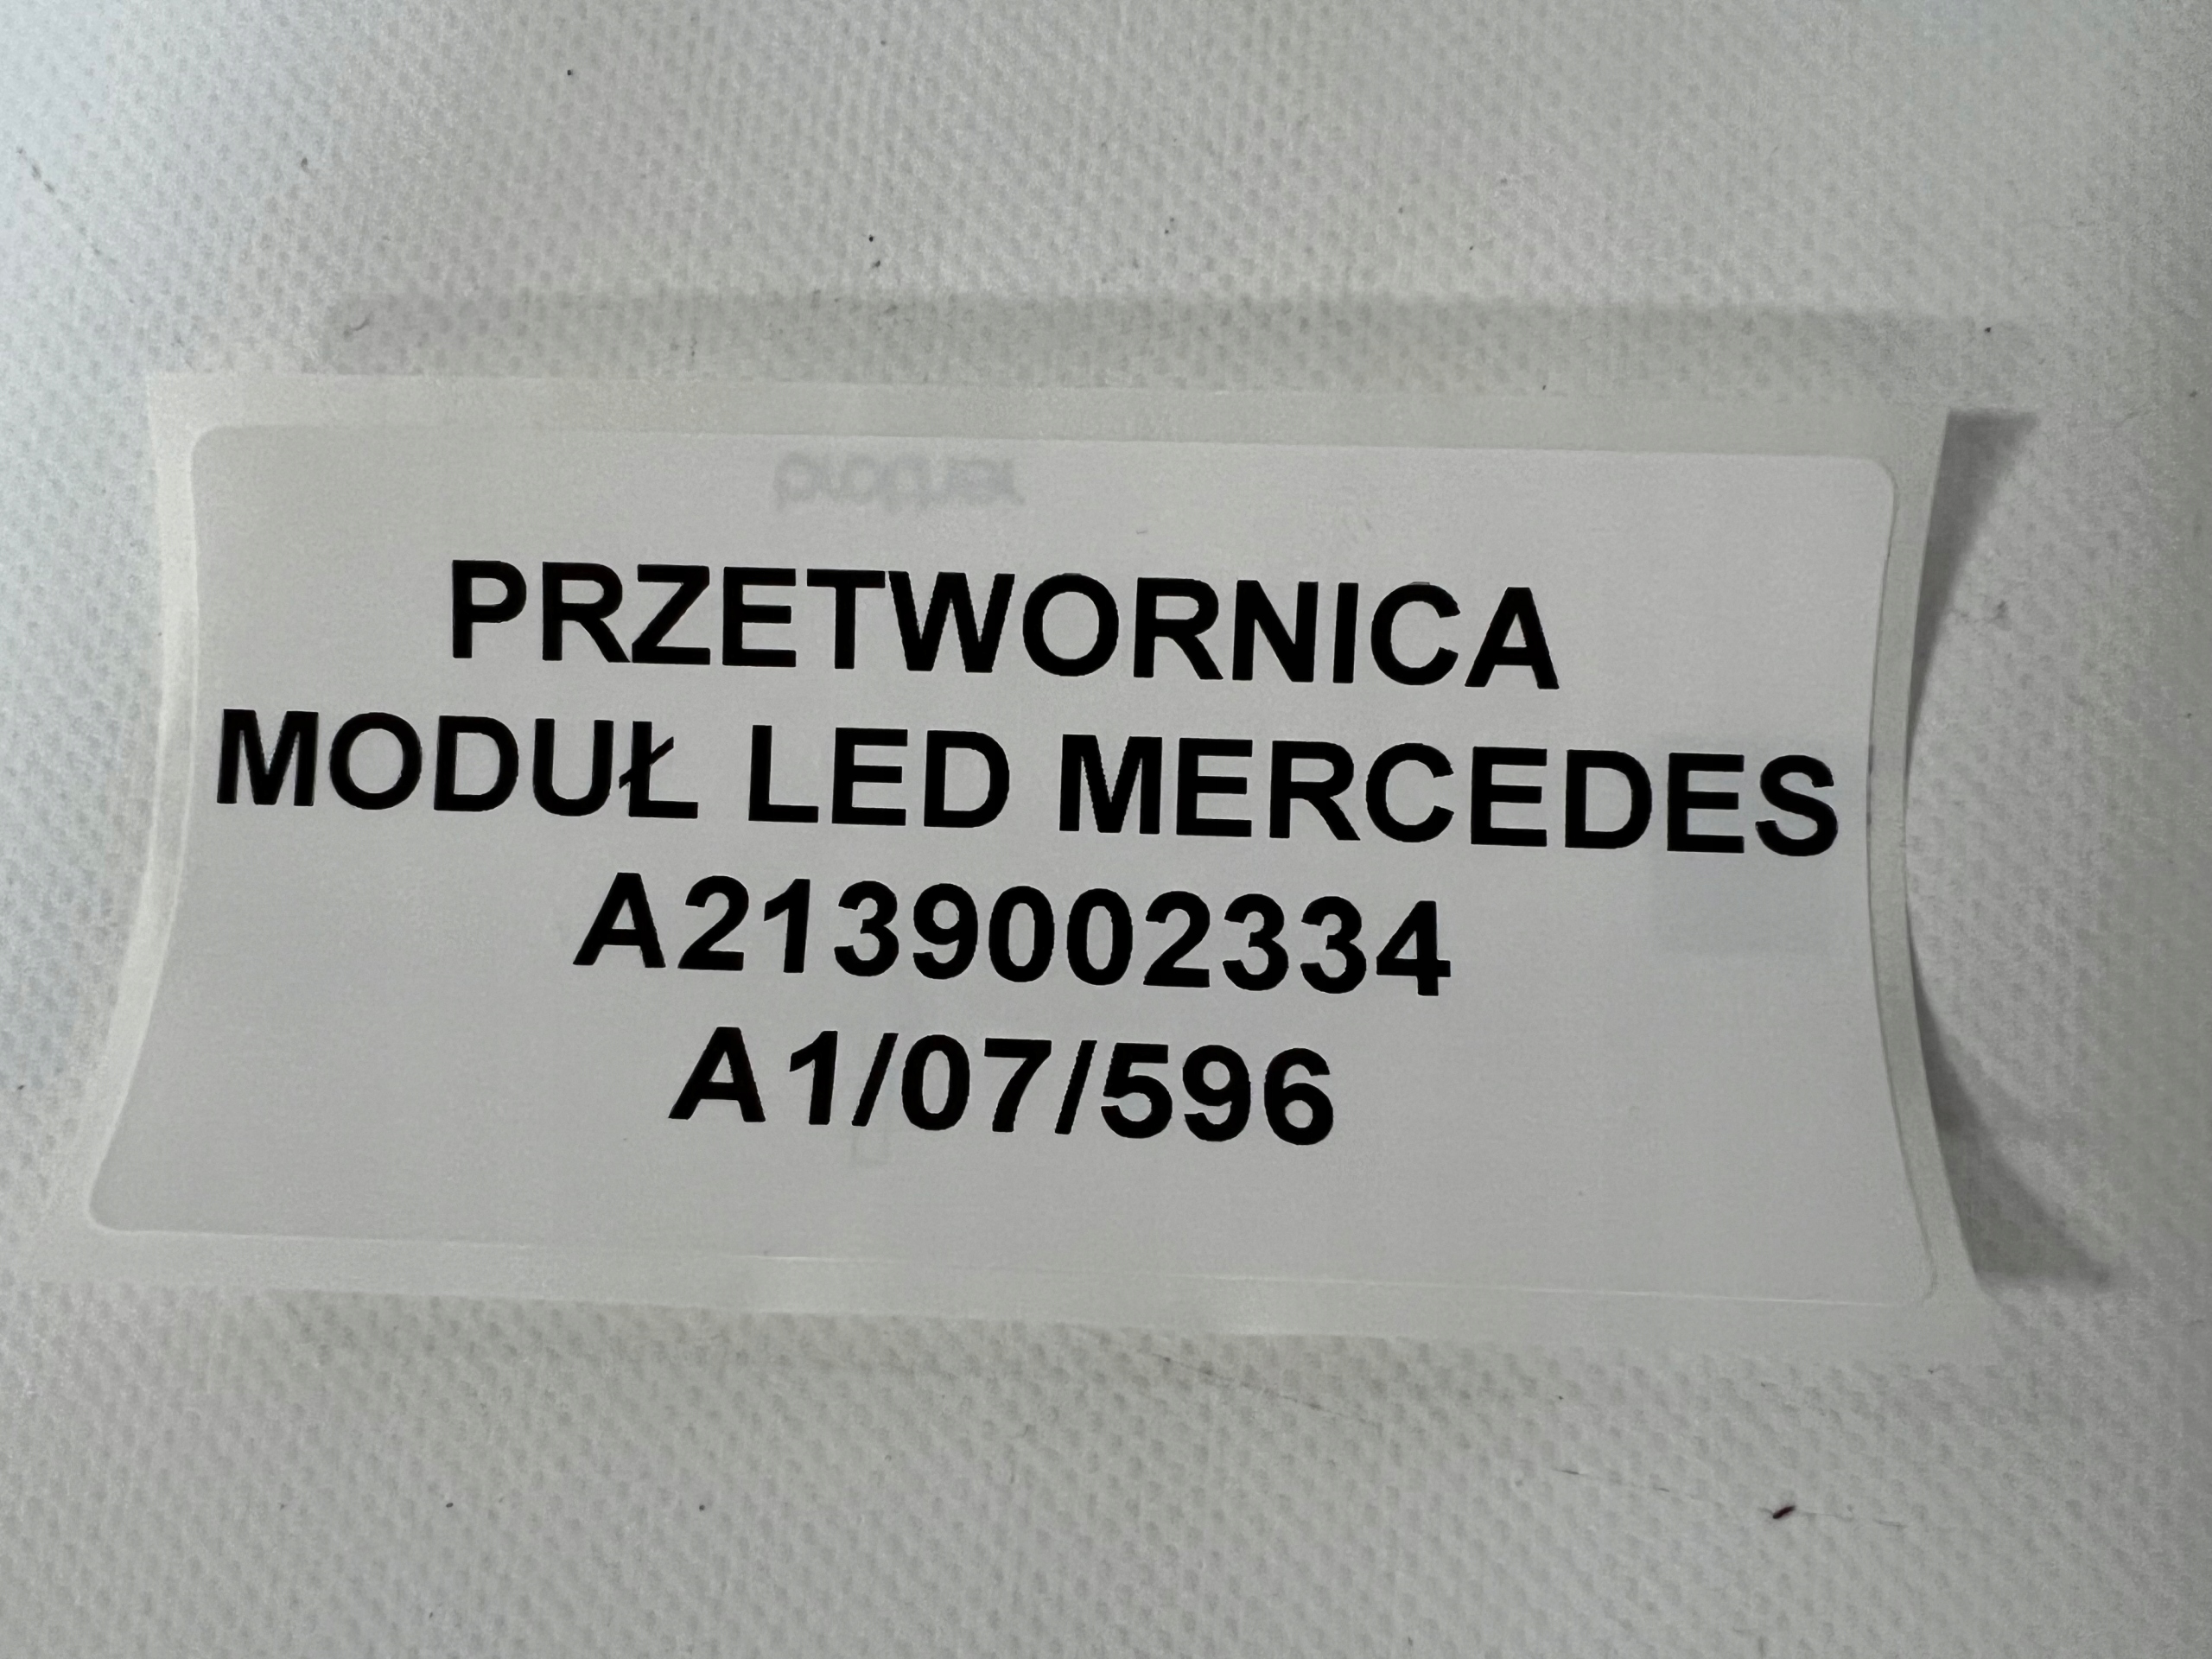 PRZETWORNICA
MODUŁ LED MERCEDES
A2139002334
A1/07/596